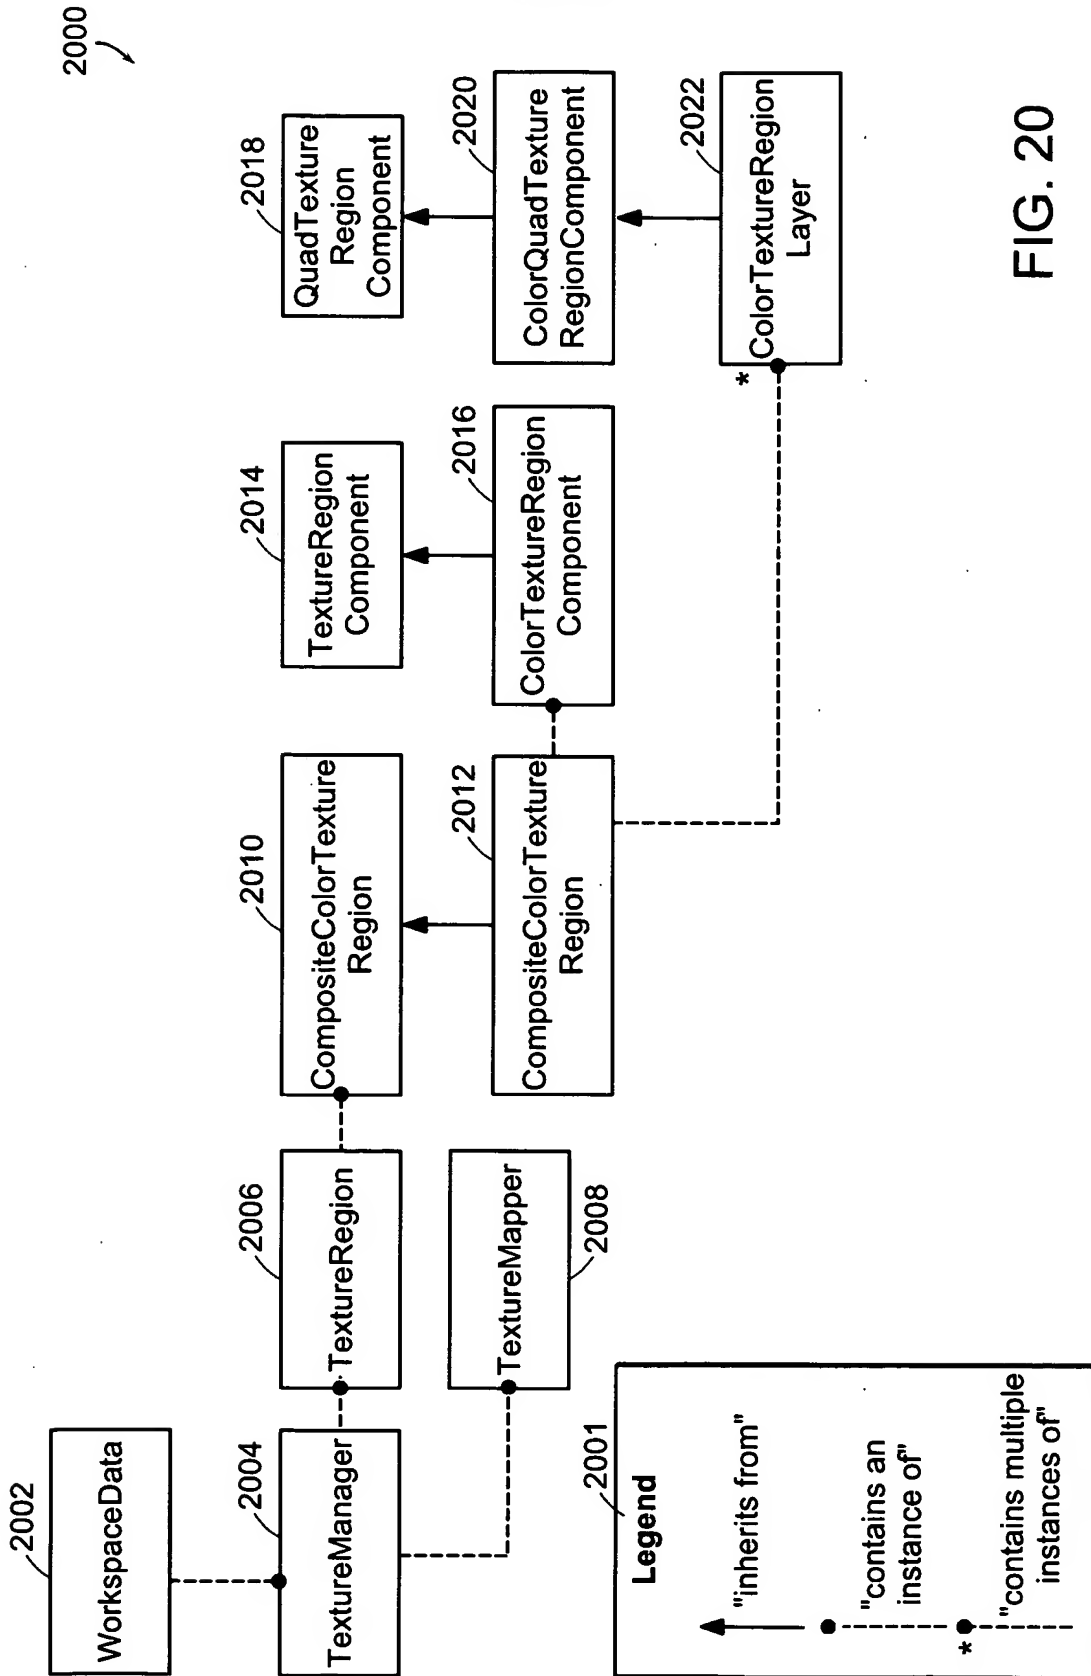 2000
2002
WorkspaceData
2004
TextureManager
2006
TextureRegion
TextureMapper
2008
2010
CompositeColorTexture
Region
2012
CompositeColorTexture
Region
2014
TextureRegion
Component
2016
ColorTextureRegion
Component
2018
QuadTexture
Region
Component
2020
ColorQuadTexture
RegionComponent
2022
* ColorTextureRegion
Layer
2001
Legend
"inherits from"
"contains an
instance of"
* "contains multiple
instances of"
FIG. 20